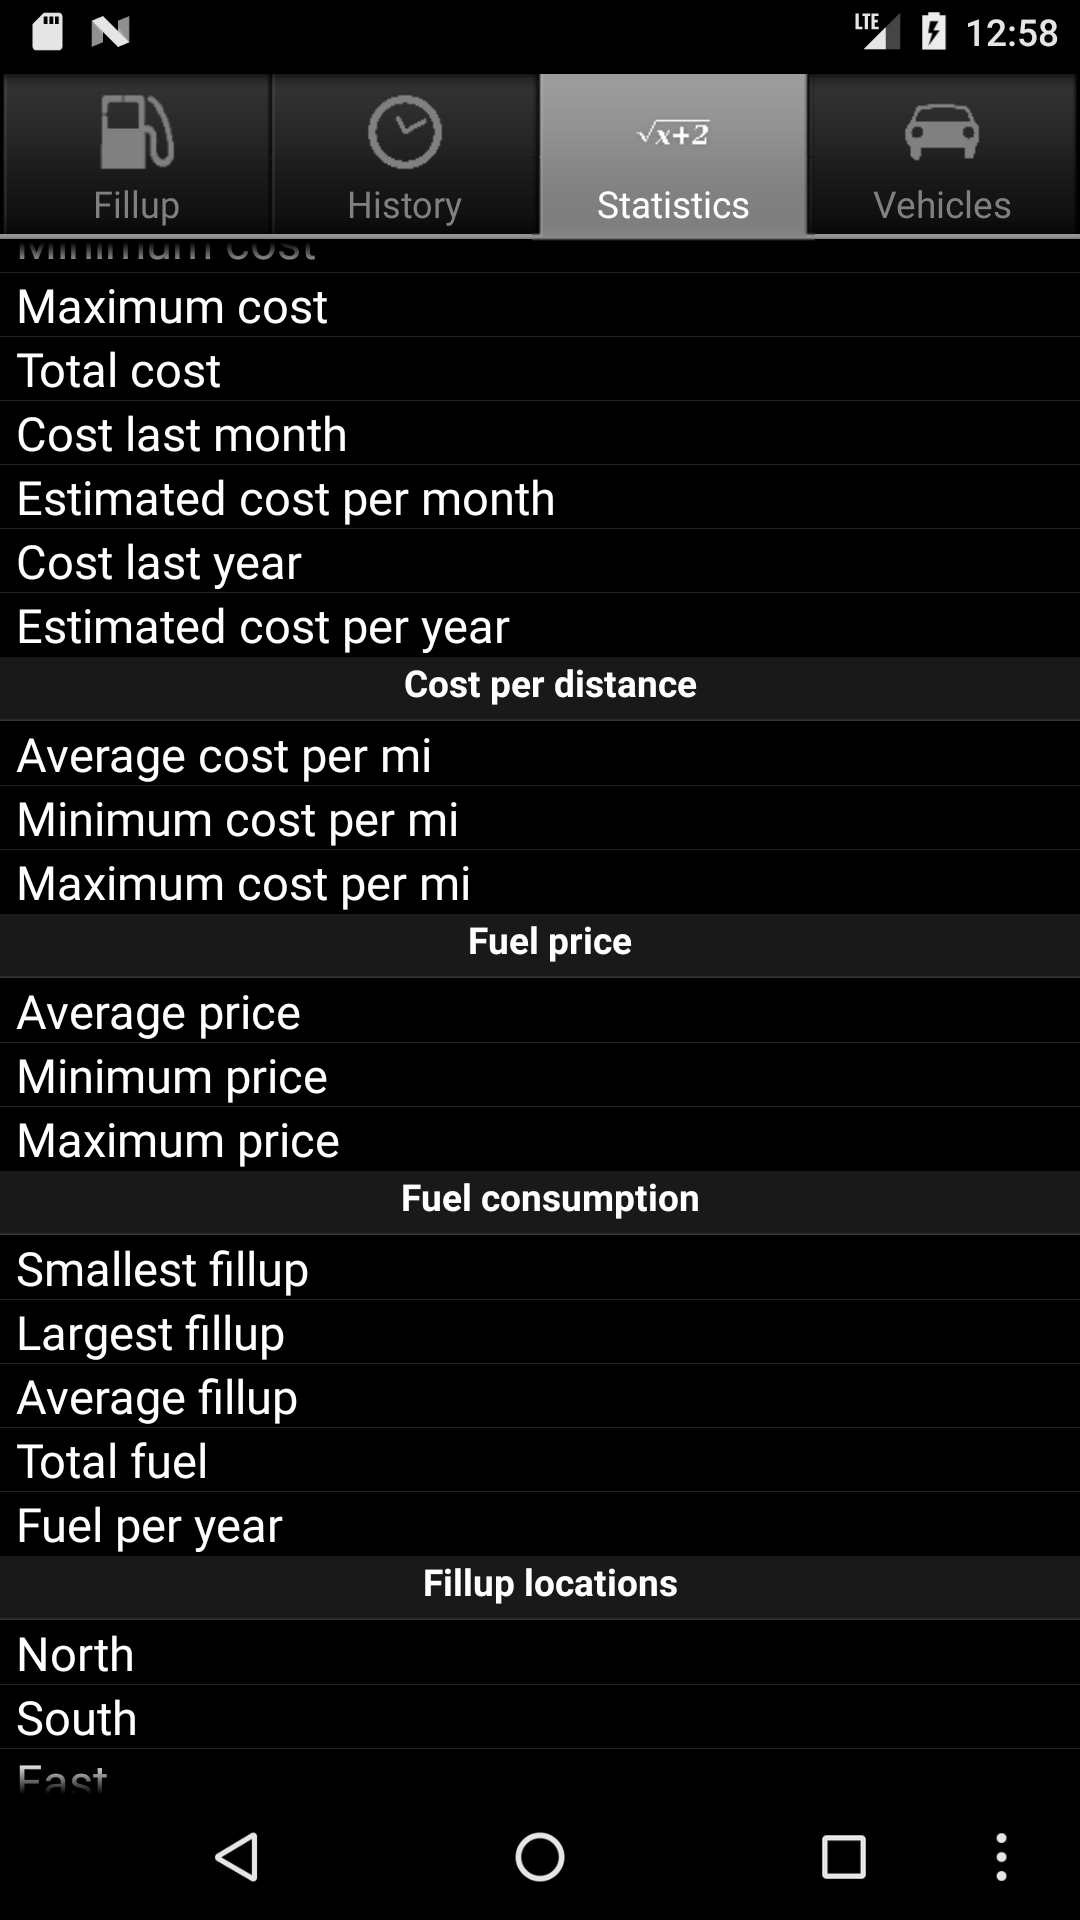 LTE 12:58
√x+2
Fillup History Statistics Vehicles
Minimum cost
Maximum cost
Total cost
Cost last month
Estimated cost per month
Cost last year
Estimated cost per year
Cost per distance
Average cost per mi
Minimum cost per mi
Maximum cost per mi
Fuel price
Average price
Minimum price
Maximum price
Fuel consumption
Smallest fillup
Largest fillup
Average fillup
Total fuel
Fuel per year
Fillup locations
North
South
East